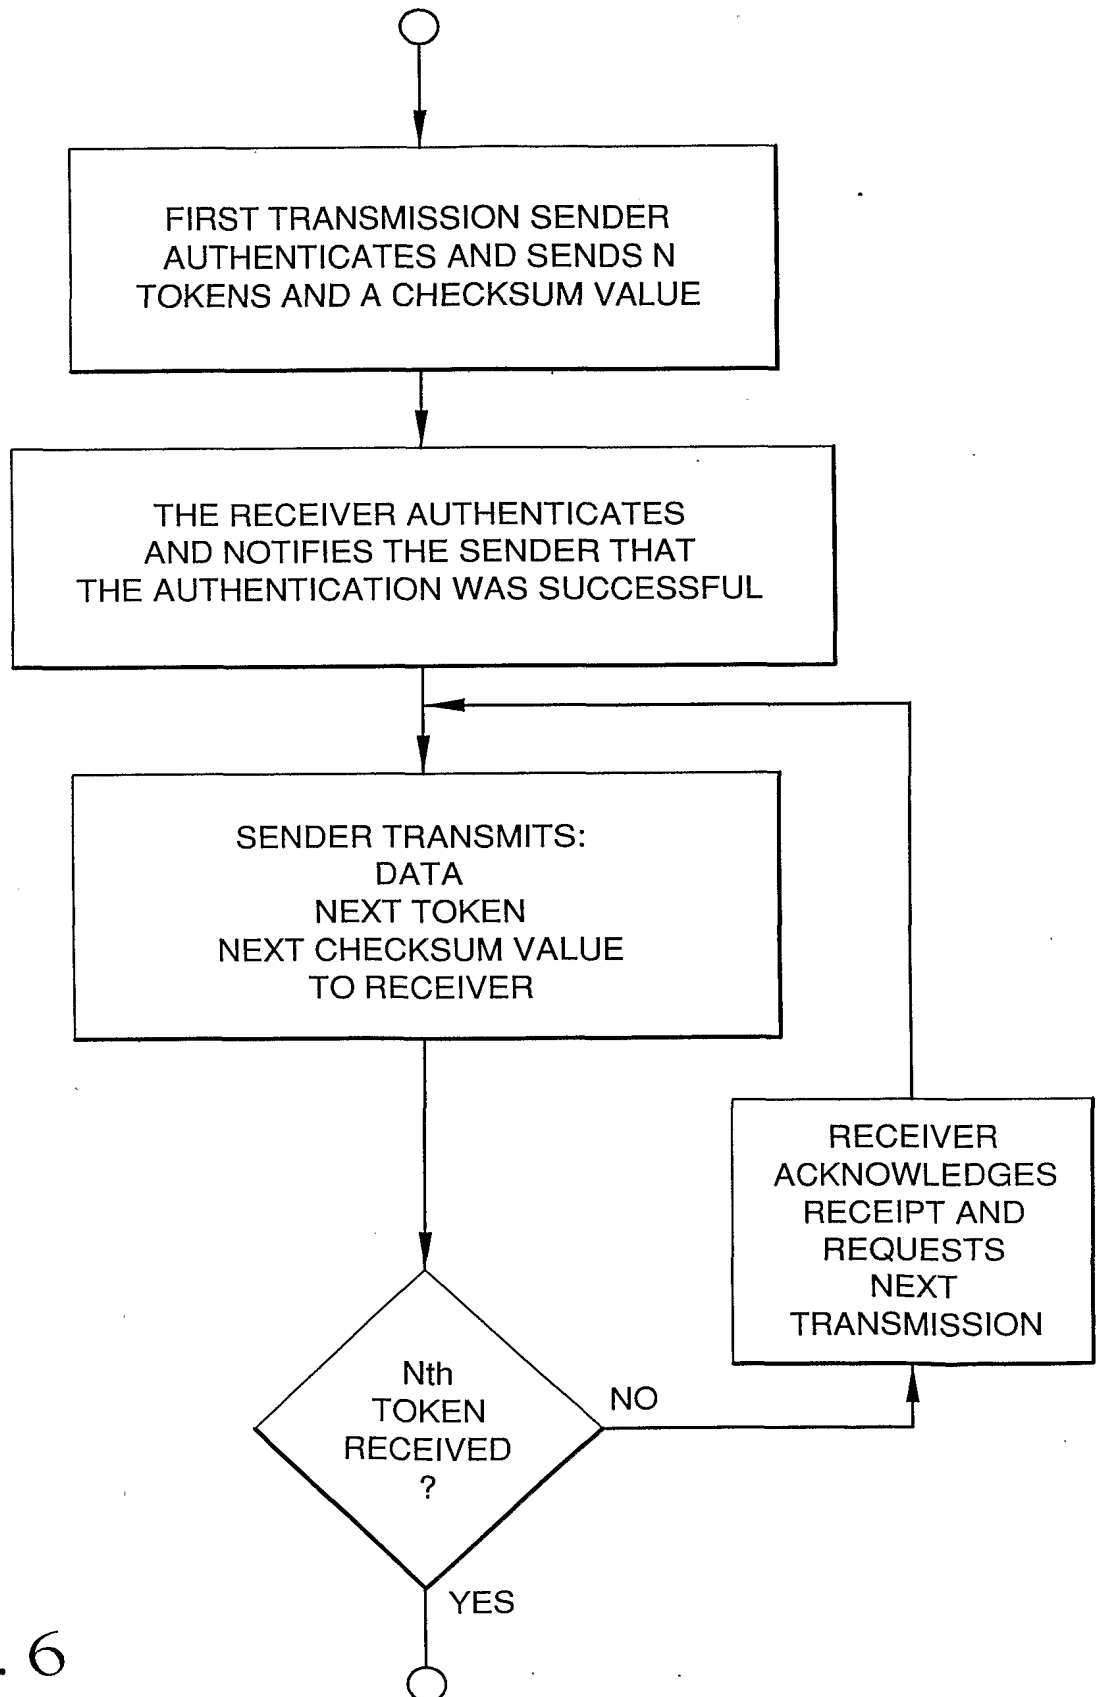 FIRST TRANSMISSION SENDER
AUTHENTICATES AND SENDS N
TOKENS AND A CHECKSUM VALUE
THE RECEIVER AUTHENTICATES
AND NOTIFIES THE SENDER THAT
THE AUTHENTICATION WAS SUCCESSFUL
SENDER TRANSMITS:
DATA
NEXT TOKEN
NEXT CHECKSUM VALUE
TO RECEIVER
RECEIVER
ACKNOWLEDGES
RECEIPT AND
REQUESTS
NEXT
TRANSMISSION
Nth
TOKEN
RECEIVED
?
NO
YES
. 6